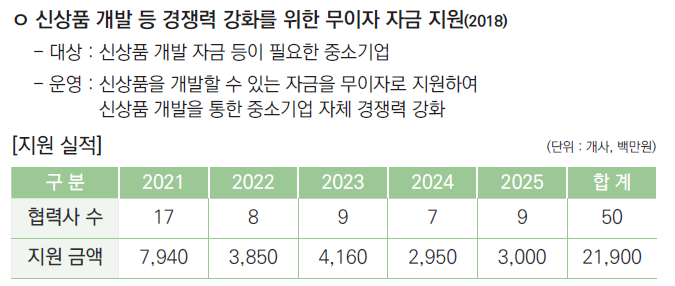 ㅇ 신상품 개발 등 경쟁력 강화를 위한 무이자 자금 지원(2018)
– 대상 : 신상품 개발 자금 등이 필요한 중소기업
– 운영 : 신상품을 개발할 수 있는 자금을 무이자로 지원하여
신상품 개발을 통한 중소기업 자체 경쟁력 강화
[지원 실적] (단위 : 개사, 백만원)
구 분 2021 2022 2023 2024 2025 합 계
협력사 수 17 8 9 7 9 50
지원 금액 7,940 3,850 4,160 2,950 3,000 21,900